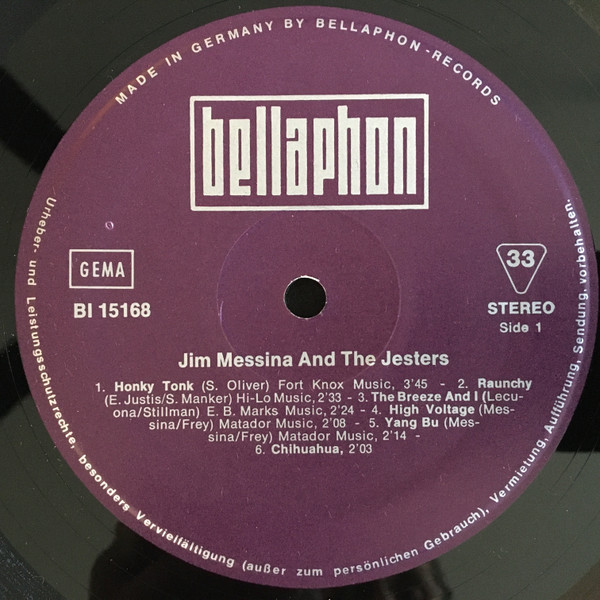 MADE IN GERMANY BY BELLAPHON-RECORDS
bellaphon
GEMA
BI 15168
33
STEREO
Side 1
Jim Messina And The Jesters
1. Honky Tonk (S. Oliver) Fort Knox Music, 3'45 - 2. Raunchy
(E. Justis/S. Manker) Hi-Lo Music, 2'33 - 3. The Breeze And I (Lecu-
ona/Stillman) E. B. Marks Music, 2'24 - 4. High Voltage (Mes-
sina/Frey) Matador Music, 2'08 - 5. Yang Bu (Mes-
sina/Frey) Matador Music, 2'14 -
6. Chihuahua, 2'03
Urheber- und Leistungsschutzrechte, besonders Vervielfältigung (außer zum persönlichen Gebrauch), Vermietung, Aufführung, Sendung, vorbehalten.